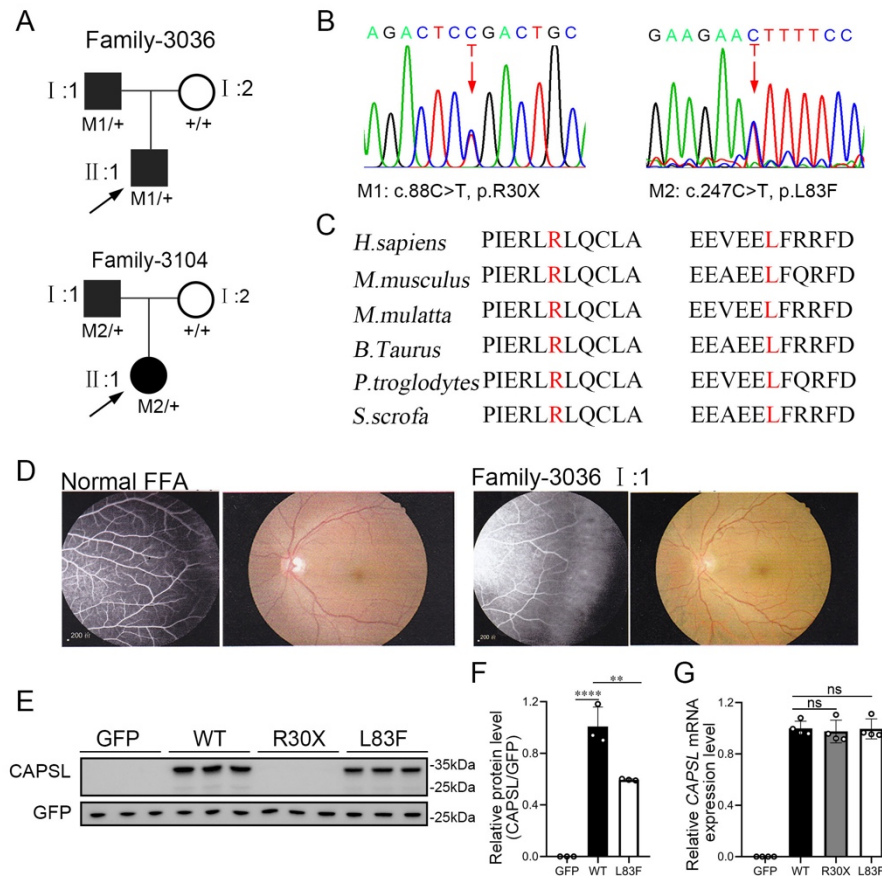 A
Family-3036
Ⅰ:1
Ⅰ:2
M1/+
+/+
Ⅱ:1
M1/+
Family-3104
Ⅰ:1
Ⅰ:2
M2/+
+/+
Ⅱ:1
M2/+
B
AGACTCCGACTGC
T
M1: c.88C>T, p.R30X
GAAGAACTTTTCC
T
M2: c.247C>T, p.L83F
C
H.sapiens PIERLRLQCLA EEVEELFRRFD
M.musculus PIERLRLQCLA EEAEELFQRFD
M.mulatta PIERLRLQCLA EEVEELFRRFD
B.Taurus PIERLRLQCLA EEAEELFRRFD
P.troglodytes PIERLRLQCLA EEVEELFQRFD
S.scrofa PIERLRLQCLA EEAEELFRRFD
D
Normal FFA
Family-3036 Ⅰ:1
200
200
E
GFP WT R30X L83F
CAPSL
-35kDa
-25kDa
GFP
-25kDa
F
Relative protein level
(CAPSL/GFP)
1.2
0.8
0.4
0.0
****
**
GFP WT L83F
G
Relative CAPSL mRNA
expression level
1.2
0.8
0.4
0.0
ns
ns
GFP WT R30X L83F